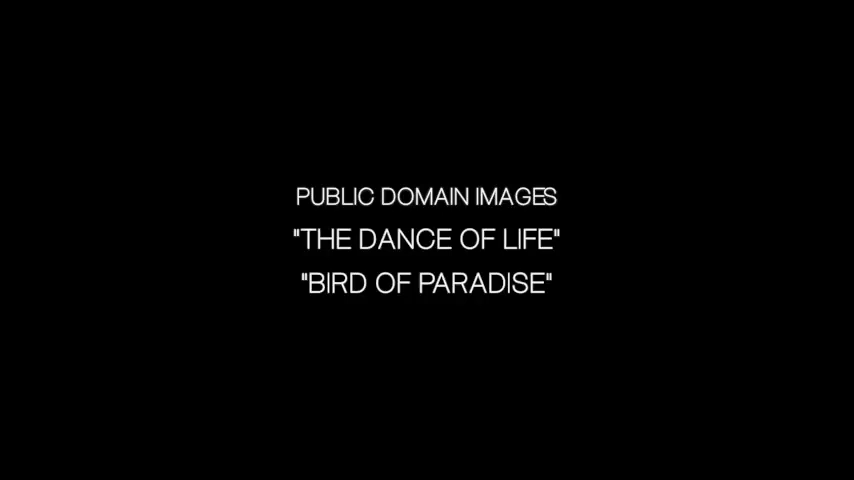 PUBLIC DOMAIN IMAGES
"THE DANCE OF LIFE"
"BIRD OF PARADISE"